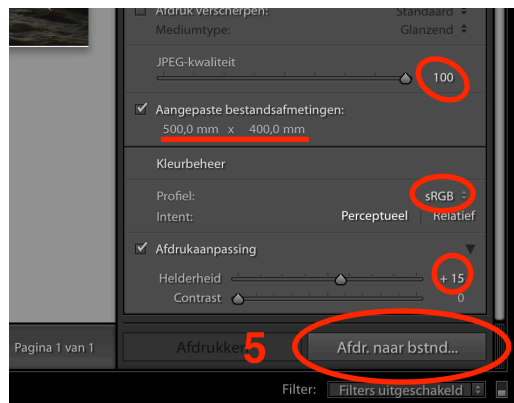 Afdruk verscherpen: Standaard
Mediumtype: Glanzend
JPEG-kwaliteit
100
Aangepaste bestandsafmetingen:
500,0 mm x 400,0 mm
Kleurbeheer
Profiel: sRGB
Intent: Perceptueel Relatief
Afdrukaanpassing
Helderheid + 15
Contrast 0
Pagina 1 van 1 Afdrukken 5 Afdr. naar bstnd...
Filter: Filters uitgeschakeld